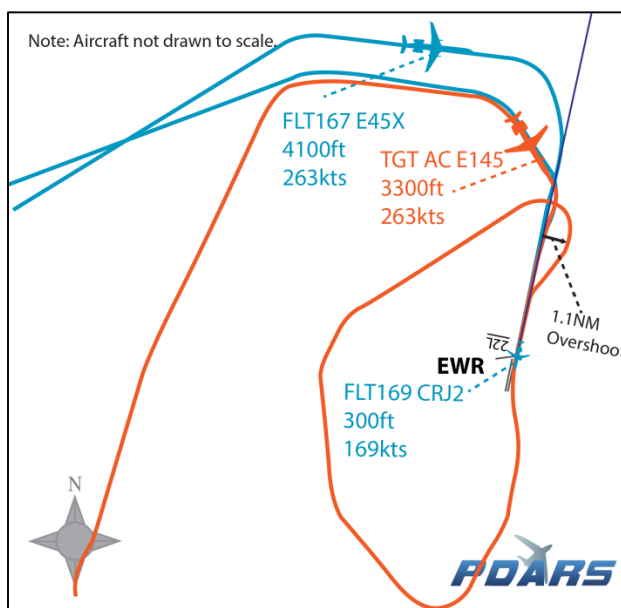 Note: Aircraft not drawn to scale.
FLT167 E45X
4100ft
263kts
TGT AC E145
3300ft
263kts
1.1NM
Overshoot
22L
EWR
FLT169 CRJ2
300ft
169kts
N
PDARS